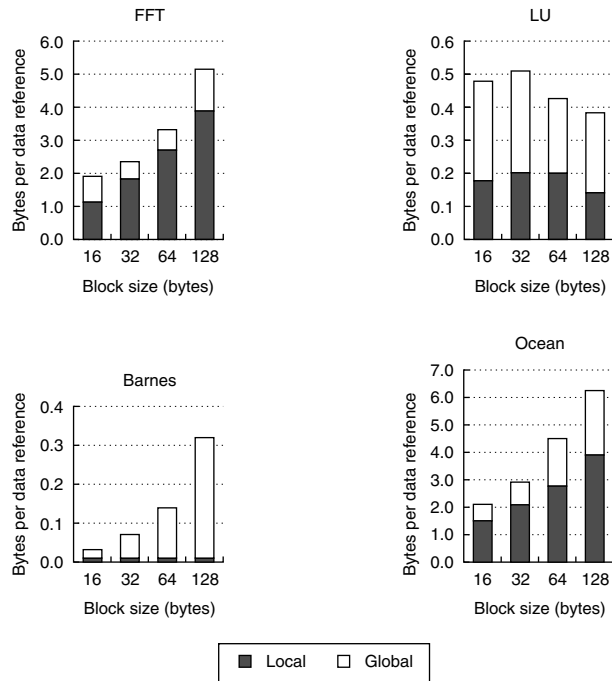 FFT
Bytes per data reference
6.0
5.0
4.0
3.0
2.0
1.0
0.0
16 32 64 128
Block size (bytes)
LU
Bytes per data reference
0.6
0.5
0.4
0.3
0.2
0.1
0.0
16 32 64 128
Block size (bytes)
Barnes
Bytes per data reference
0.4
0.3
0.2
0.1
0.0
16 32 64 128
Block size (bytes)
Ocean
Bytes per data reference
7.0
6.0
5.0
4.0
3.0
2.0
1.0
0.0
16 32 64 128
Block size (bytes)
Local Global